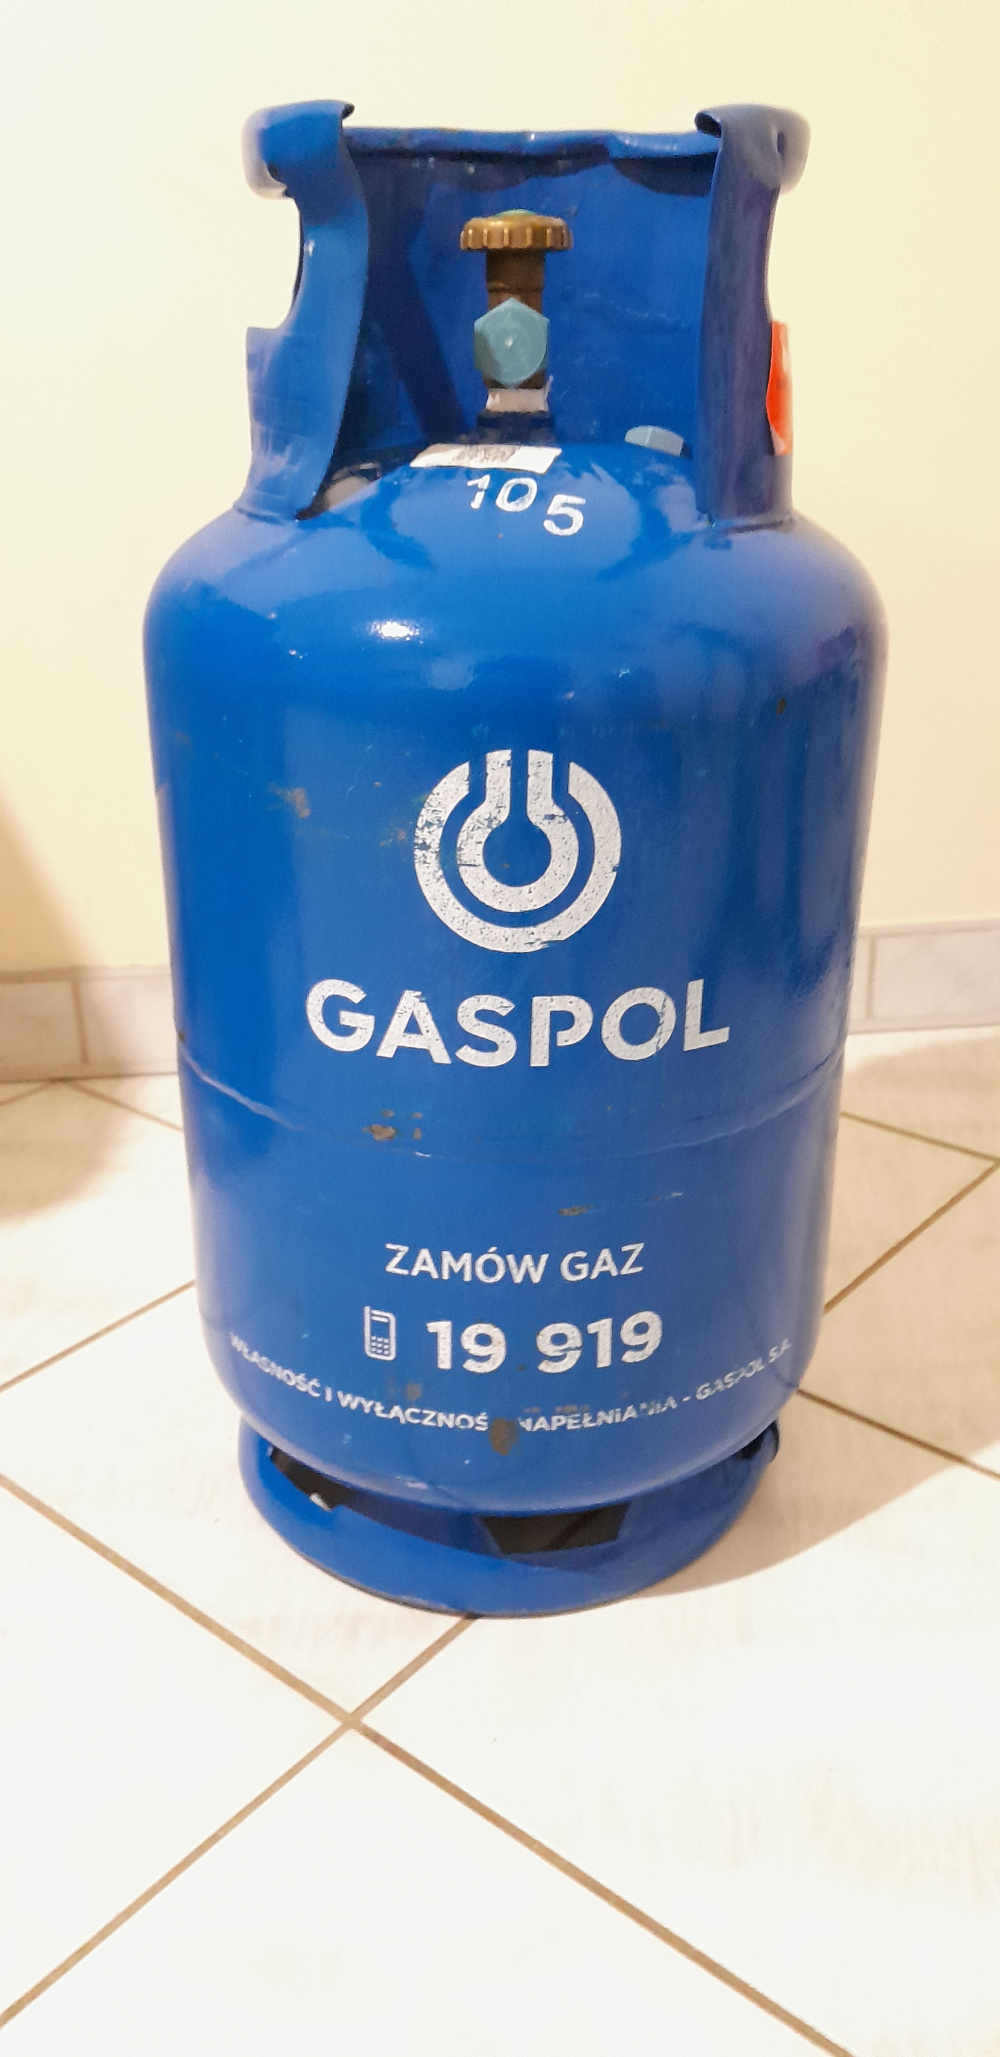 105
GASPOL
ZAMÓW GAZ
19 919
WŁASNOŚĆ I WYŁĄCZNOŚ NAPEŁNIANIA - GASPOL S.A.